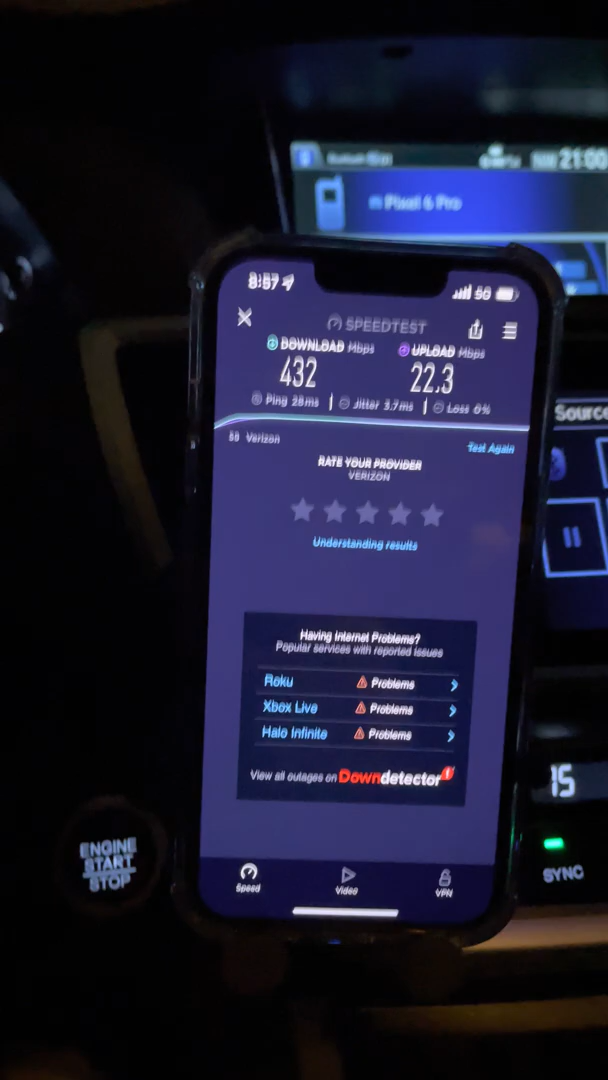 21:00
Pixel 6 Pro
8:57
5G
SPEEDTEST
DOWNLOAD Mbps
UPLOAD Mbps
432
22.3
Ping 28ms
Jitter 3.7ms
Loss 0%
Source
Verizon
Test Again
RATE YOUR PROVIDER
VERIZON
Understanding results
Having Internet Problems?
Popular services with reported issues
Roku
Problems
Xbox Live
Problems
Halo Infinite
Problems
View all outages on Downdetector
15
ENGINE
START
STOP
SYNC
Speed
Video
VPN